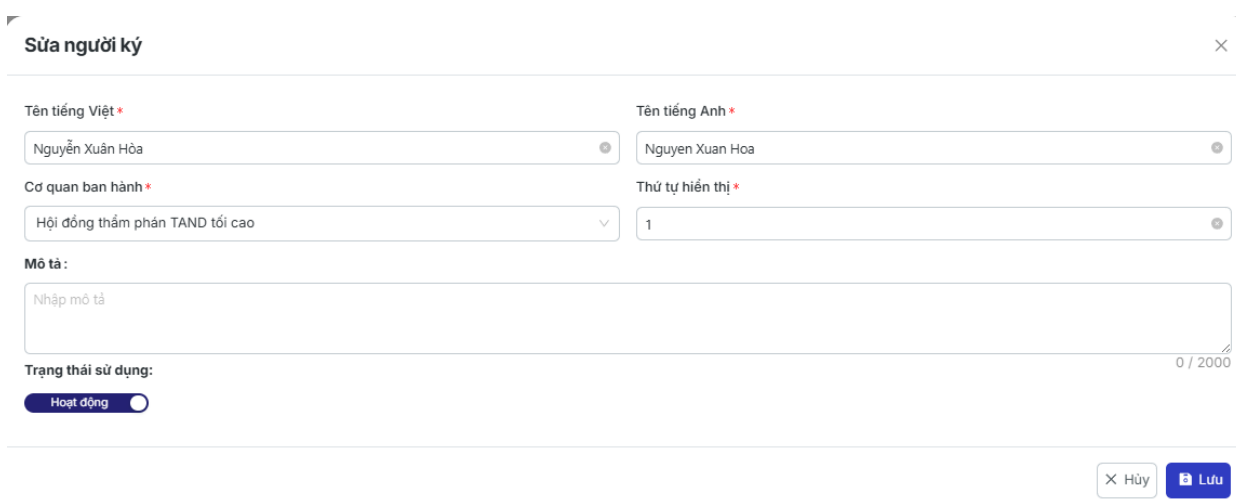 Sửa người ký
Tên tiếng Việt *
Tên tiếng Anh *
Nguyễn Xuân Hòa
Nguyen Xuan Hoa
Cơ quan ban hành *
Thứ tự hiển thị *
Hội đồng thẩm phán TAND tối cao
1
Mô tả :
Nhập mô tả
0 / 2000
Trạng thái sử dụng:
Hoạt động
Hủy
Lưu